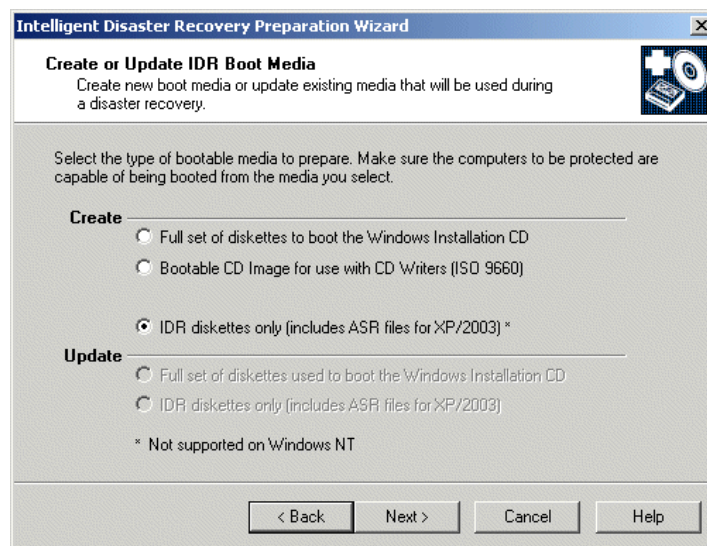 Intelligent Disaster Recovery Preparation Wizard
Create or Update IDR Boot Media
Create new boot media or update existing media that will be used during
a disaster recovery.
Select the type of bootable media to prepare. Make sure the computers to be protected are
capable of being booted from the media you select.
Create
Full set of diskettes to boot the Windows Installation CD
Bootable CD Image for use with CD Writers (ISO 9660)
IDR diskettes only (includes ASR files for XP/2003) *
Update
Full set of diskettes used to boot the Windows Installation CD
IDR diskettes only (includes ASR files for XP/2003)
* Not supported on Windows NT
< Back Next > Cancel Help